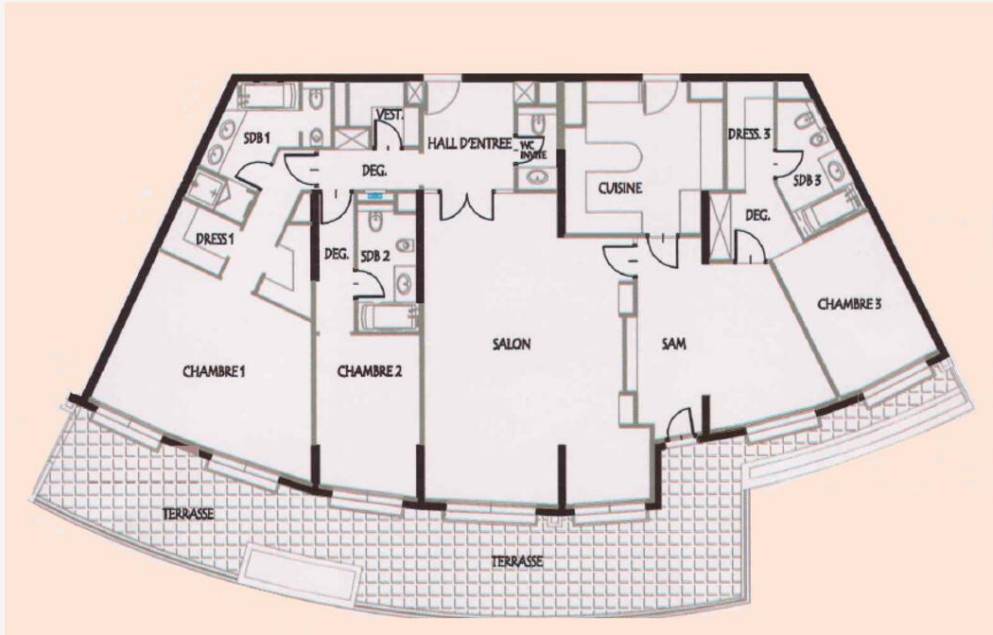 SDB 1
VEST.
HALL D'ENTREE
WC
INVITE
DEG.
CUISINE
DRESS. 3
SDB 3
DEG.
DRESS 1
DEG.
SDB 2
CHAMBRE 1
CHAMBRE 2
SALON
SAM
CHAMBRE 3
TERRASSE
TERRASSE